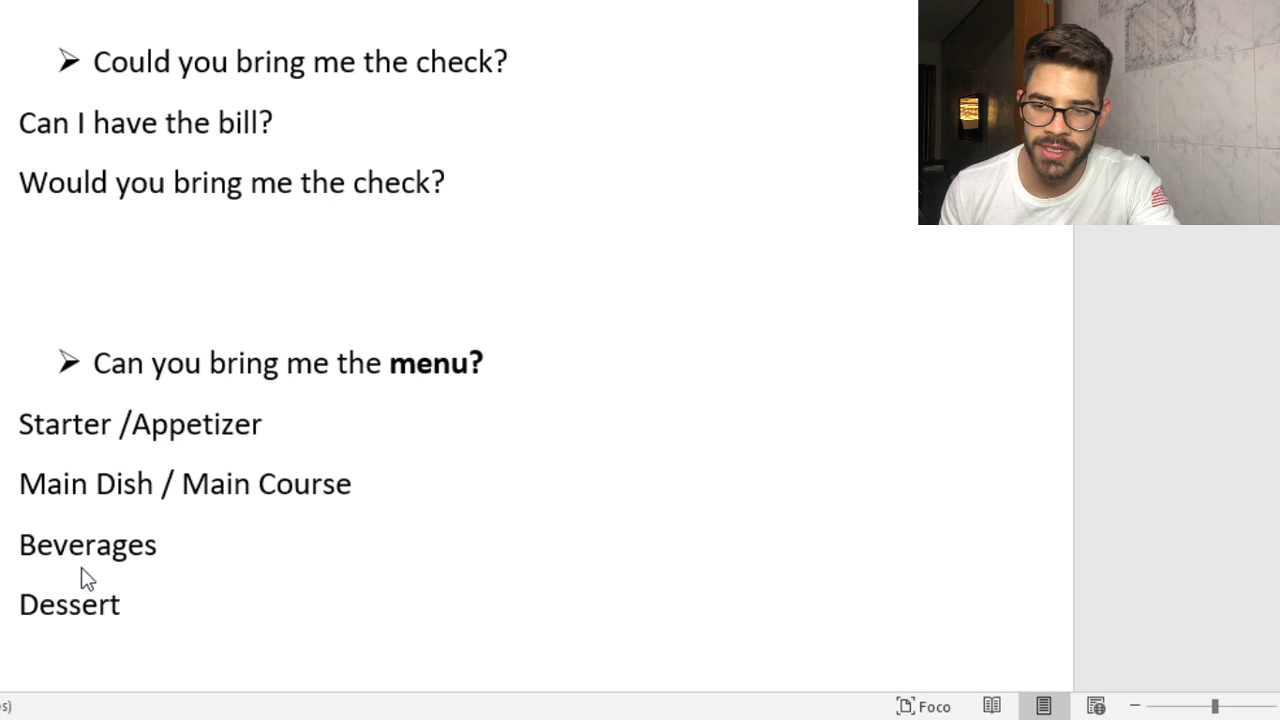 ➢ Could you bring me the check?
Can I have the bill?
Would you bring me the check?
➢ Can you bring me the menu?
Starter /Appetizer
Main Dish / Main Course
Beverages
Dessert
s)
Foco